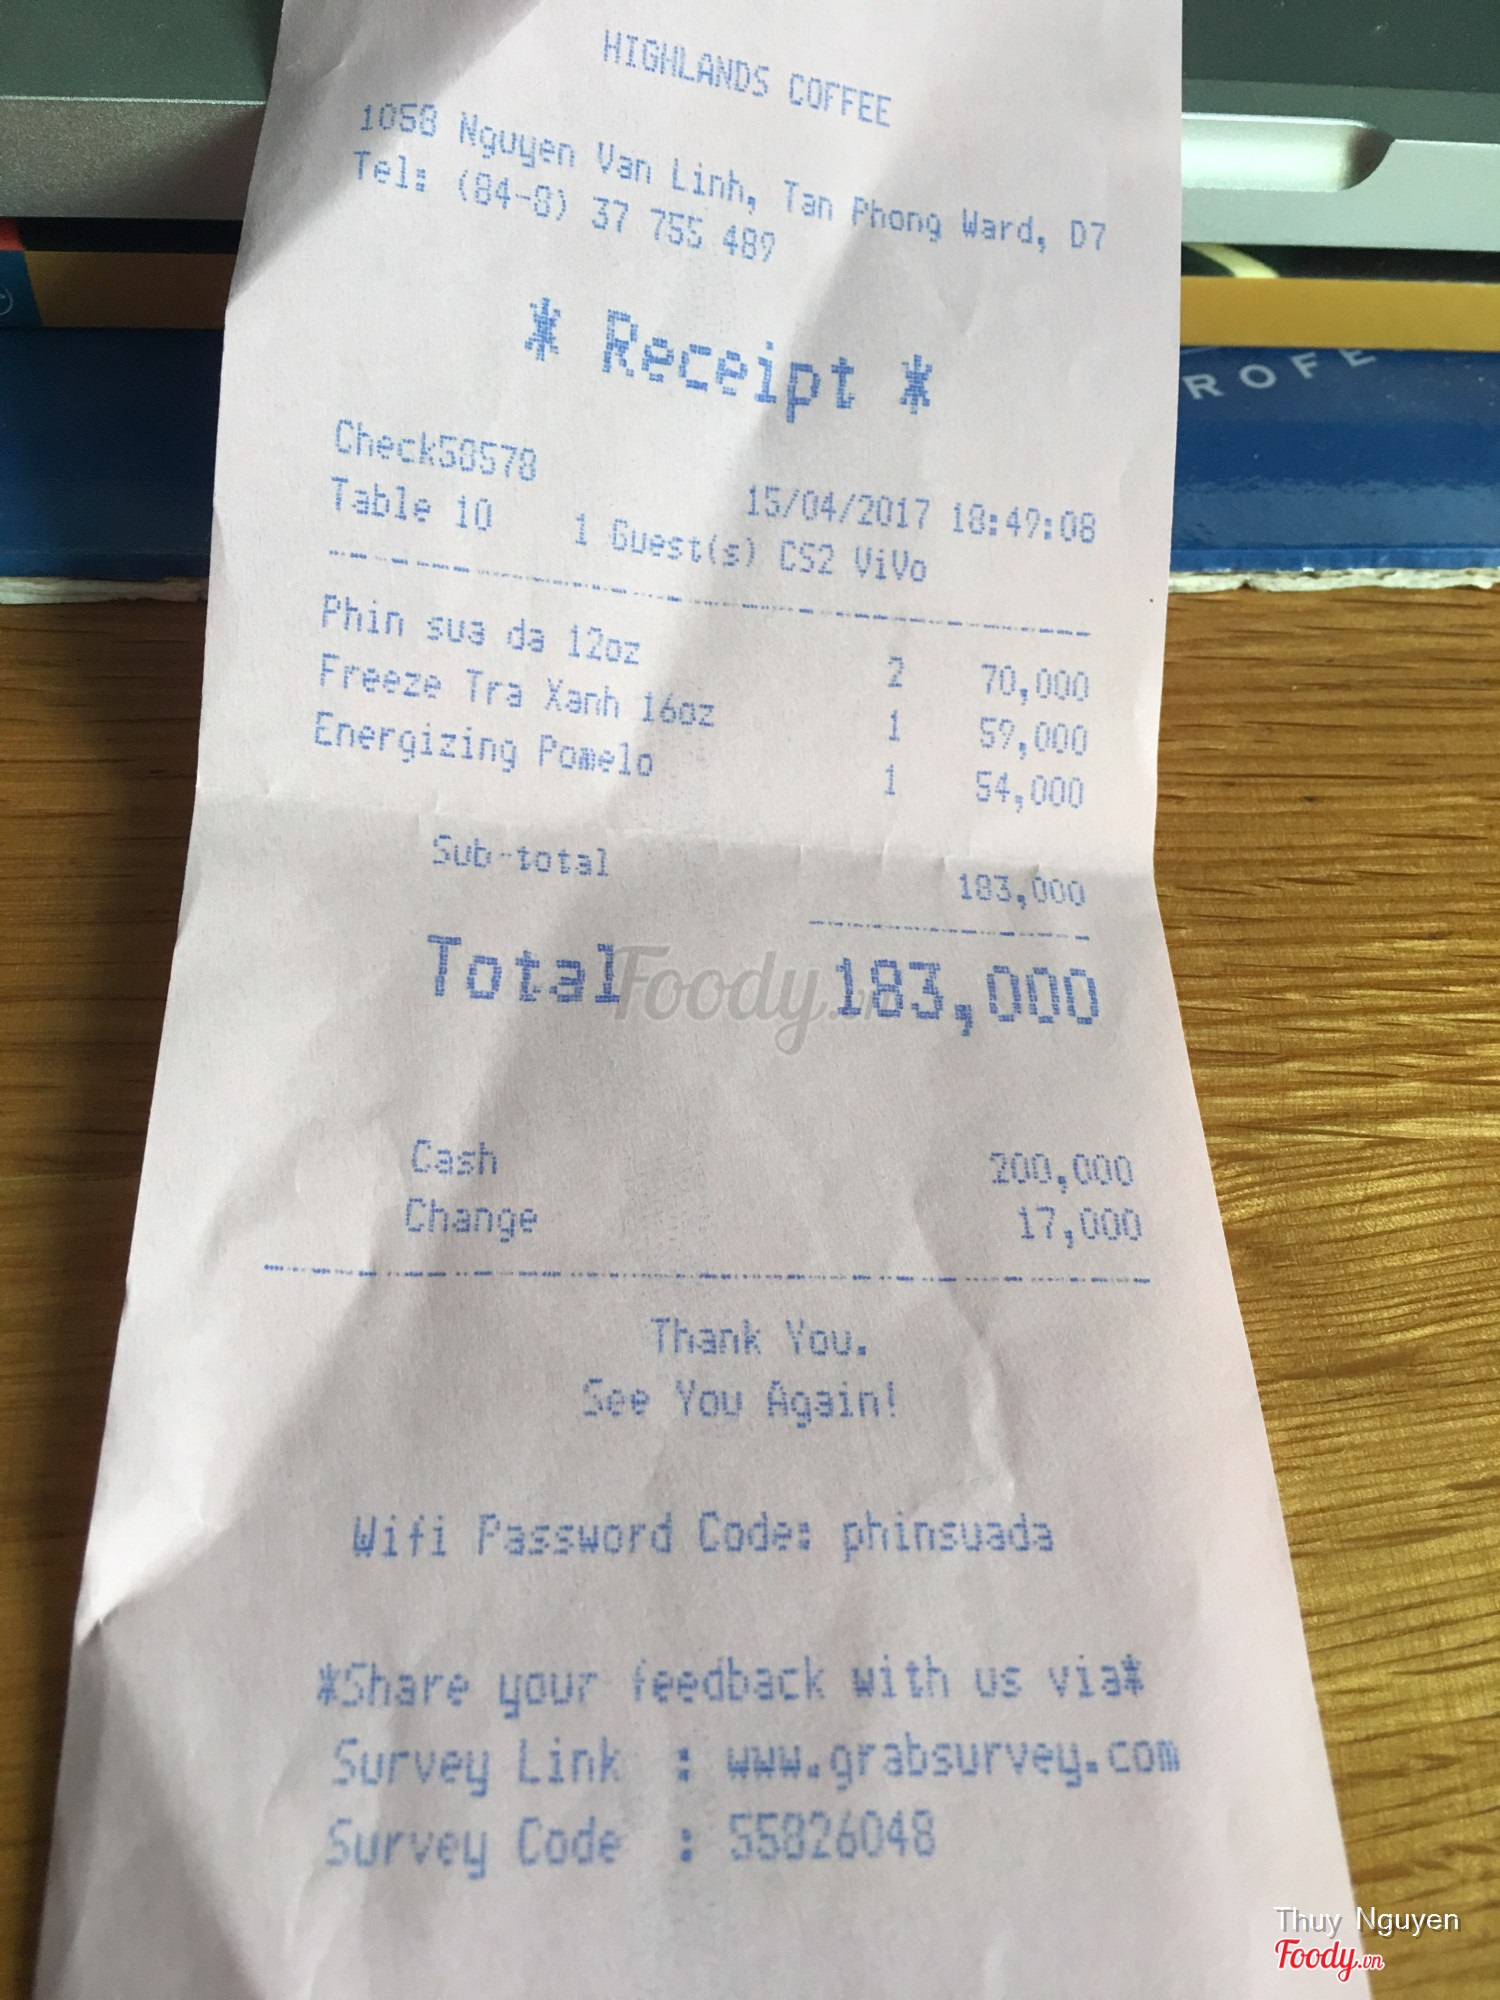 HIGHLANDS COFFEE
1058 Nguyen Van Linh, Tan Phong Ward, D7
Tel: (84-8) 37 755 489
* Receipt *
Check58578
15/04/2017 18:49:08
Table 10 1 Guest(s) CS2 ViVo
Phin sua da 12oz 2 70,000
Freeze Tra Xanh 16oz 1 59,000
Energizing Pomelo 1 54,000
Sub-total 183,000
Total 183,000
Foody.vn
Cash 200,000
Change 17,000
Thank You.
See You Again!
Wifi Password Code: phinsuada
*Share your feedback with us via*
Survey Link : www.grabsurvey.com
Survey Code : 55826048
ROFE
Thuy Nguyen
Foody.vn